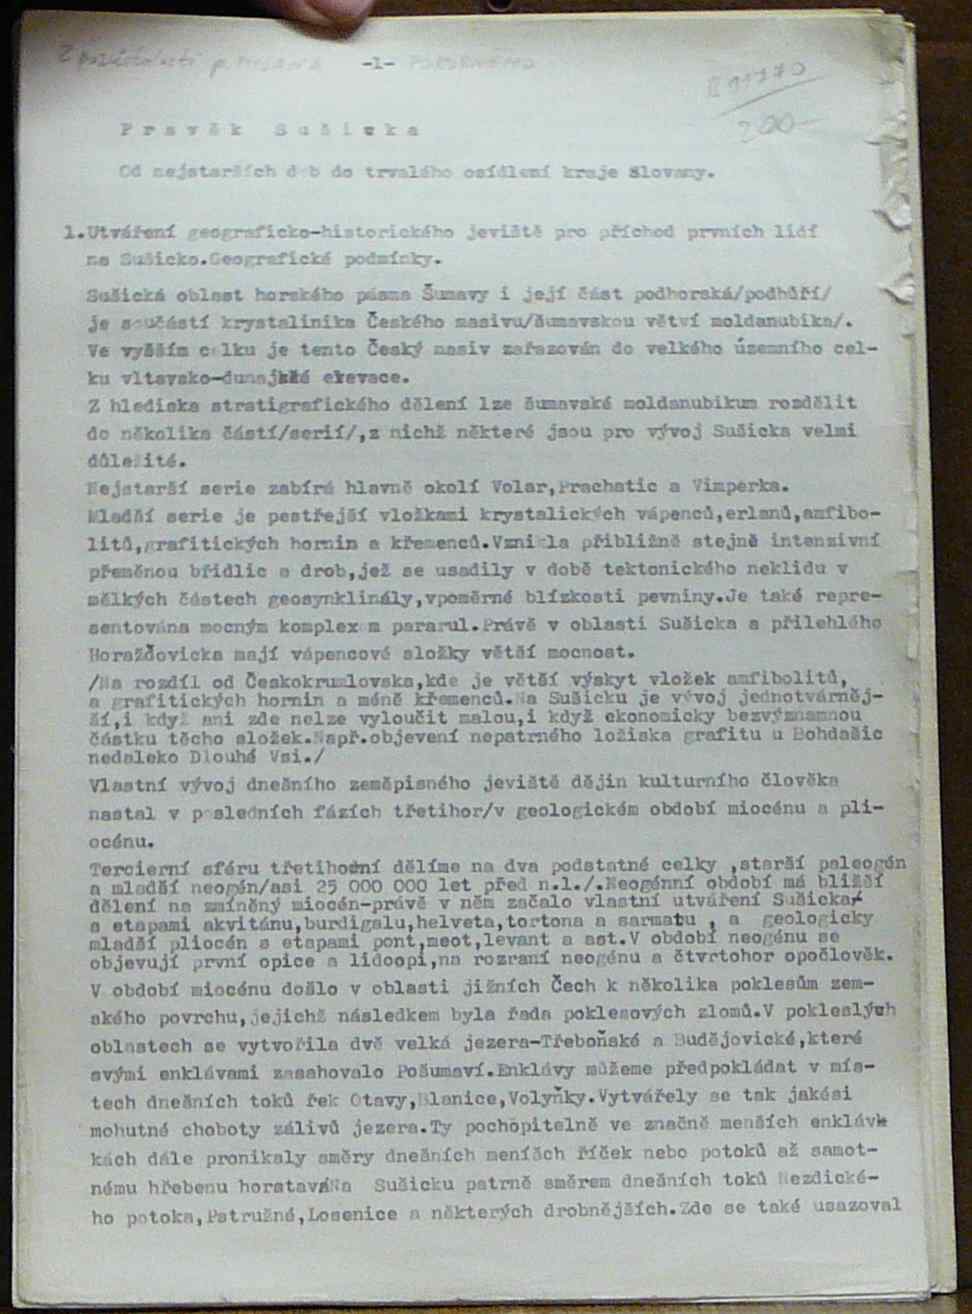 Z pozůstalosti p. -1- POKORNÉHO
II 91170
200-
Pravěk Sušicka
Od nejstarších dob do trvalého osídlení kraje Slovany.
1.Utváření geograficko-historického jeviště pro příchod prvních lidí
na Sušicko.Geografické podmínky.
Sušická oblast horského pásma Šumavy i její část podhorská/podhůří/
je součástí krystalinika Českého masivu/šumavskou větví moldanubika/.
Ve vyšším celku je tento Český masiv zařazován do velkého územního cel-
ku vltavsko-dunajské elevace.
Z hlediska stratigrafického dělení lze šumavské moldanubikum rozdělit
do několika částí/serií/,z nichž některé jsou pro vývoj Sušicka velmi
důležité.
Nejstarší serie zabírá hlavně okolí Volar,Prachatic a Vimperka.
Mladší serie je pestřejší vložkami krystalických vápenců,erlanů,amfibo-
litů,grafitických hornin a křemenců.Vznikla přibližně stejně intensivní
přeměnou břidlic a drob,jež se usadily v době tektonického neklidu v
mělkých částech geosynklinály,vpoměrné blízkosti pevniny.Je také repre-
sentována mocným komplexem pararul.Právě v oblasti Sušicka a přilehlého
Horažďovicka mají vápencové složky větší mocnost.
/Na rozdíl od Českokrumlovska,kde je větší výskyt vložek amfibolitů,
a grafitických hornin a méně křemenců.Na Sušicku je vývoj jednotvárněj-
ší,i když ani zde nelze vyloučit malou,i když ekonomicky bezvýznamnou
částku těcho složek.Např.objevení nepatrného ložiska grafitu u Bohdašic
nedaleko Dlouhé Vsi./
Vlastní vývoj dnešního zeměpisného jeviště dějin kulturního člověka
nastal v posledních fázích třetihor/v geologickém období miocénu a pli-
océnu.
Tercierní sféru třetihorní dělíme na dva podstatné celky ,starší paleogén
a mladší neogén/asi 25 000 000 let před n.l./.Neogénní období má bližší
dělení na zmíněný miocén-právě v něm začalo vlastní utváření Sušicka/
s etapami akvitánu,burdigalu,helveta,tortona a sarmatu , a geologicky
mladší pliocén s etapami pont,meot,levant a ast.V období neogénu se
objevují první opice a lidoopi,na rozraní neogénu a čtvrtohor opočlověk.
V období miocénu došlo v oblasti jižních Čech k několika poklesům zem-
ského povrchu,jejichž následkem byla řada poklesových zlomů.V pokleslých
oblastech se vytvořila dvě velká jezera-Třeboňské a Budějovické,které
svými enklávami zasahovalo Pošumaví.Enklávy můžeme předpokládat v mís-
tech dnešních toků řek Otavy,Blanice,Volyňky.Vytvářely se tak jakési
mohutné choboty zálivů jezera.Ty pochopitelně ve značně menších enkláv-
kách dále pronikaly směry dnešních menších říček nebo potoků až samot-
nému hřebenu horstava.Na Sušicku patrně směrem dnešních toků Nezdické-
ho potoka,Pstružné,Losenice a některých drobnějších.Zde se také usazoval